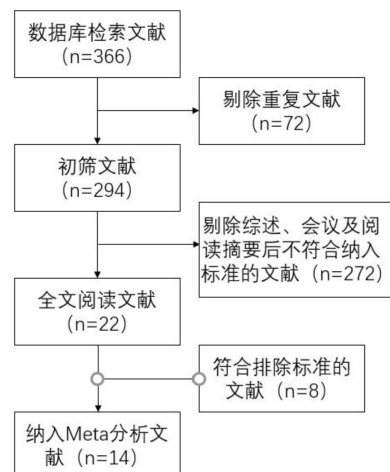 数据库检索文献
（n=366）
剔除重复文献
（n=72）
初筛文献
（n=294）
剔除综述、会议及阅
读摘要后不符合纳入
标准的文献（n=272）
全文阅读文献
（n=22）
符合排除标准的
文献（n=8）
纳入Meta分析文
献（n=14）